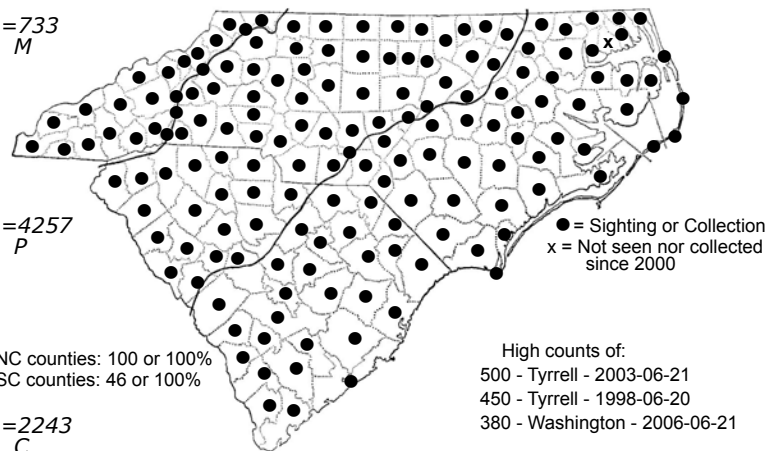 =733
M
x
=4257
P
● = Sighting or Collection
x = Not seen nor collected
since 2000
NC counties: 100 or 100%
SC counties: 46 or 100%
High counts of:
500 - Tyrrell - 2003-06-21
450 - Tyrrell - 1998-06-20
380 - Washington - 2006-06-21
=2243
C